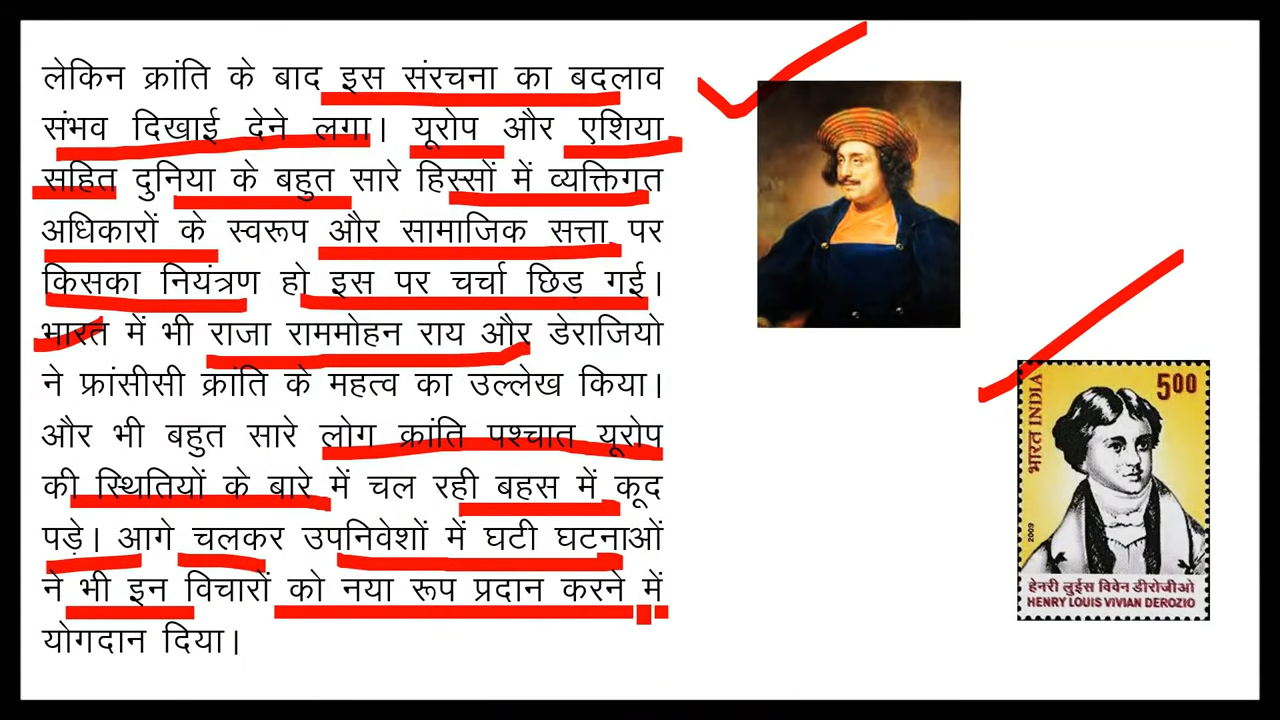 लेकिन क्रांति के बाद इस संरचना का बदलाव
संभव दिखाई देने लगा। यूरोप और एशिया
सहित दुनिया के बहुत सारे हिस्सों में व्यक्तिगत
अधिकारों के स्वरूप और सामाजिक सत्ता पर
किसका नियंत्रण हो इस पर चर्चा छिड़ गई।
भारत में भी राजा राममोहन राय और डेराजियो
ने फ्रांसीसी क्रांति के महत्व का उल्लेख किया।
और भी बहुत सारे लोग क्रांति पश्चात यूरोप
की स्थितियों के बारे में चल रही बहस में कूद
पड़े। आगे चलकर उपनिवेशों में घटी घटनाओं
ने भी इन विचारों को नया रूप प्रदान करने में
योगदान दिया।
भारत INDIA
500
2009
हेनरी लुईस विवेन डीरोजीओ
HENRY LOUIS VIVIAN DEROZIO